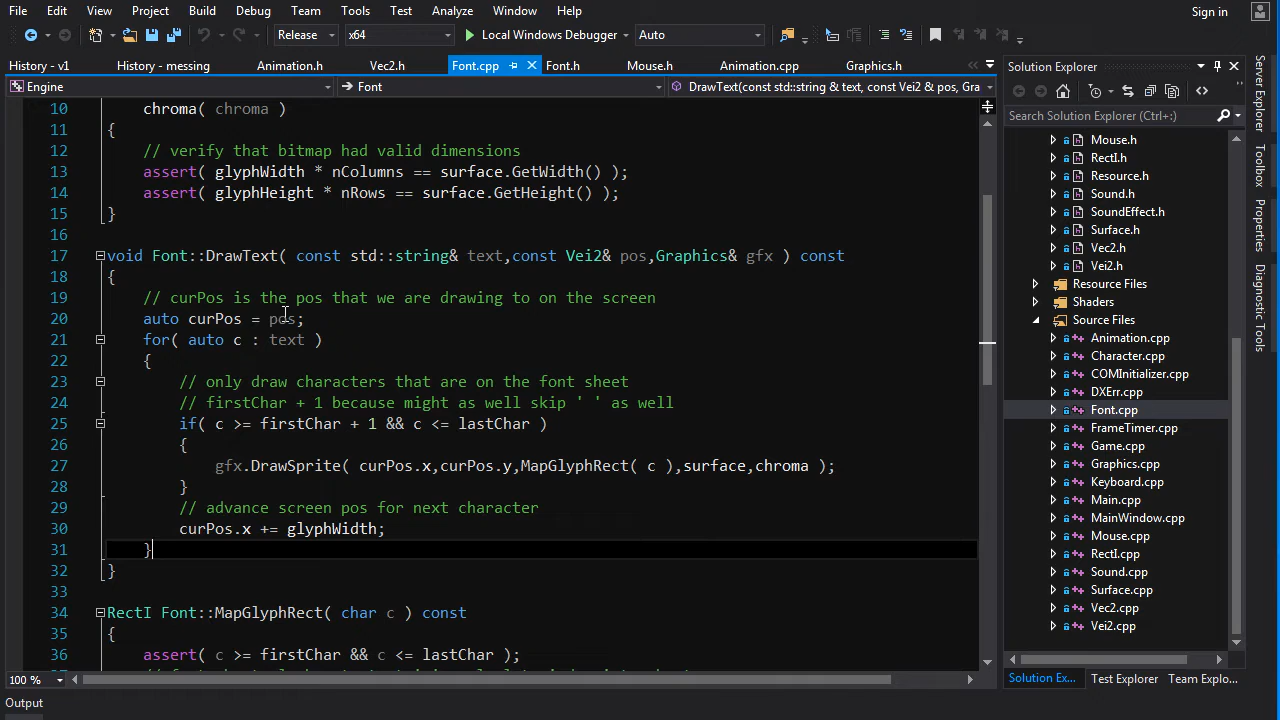 File Edit View Project Build Debug Team Tools Test Analyze Window Help Sign in
Release x64 Local Windows Debugger Auto
History - v1 History - messing Animation.h Vec2.h Font.cpp Font.h Mouse.h Animation.cpp Graphics.h
Engine Font DrawText(const std::string & text, const Vei2 & pos, Gra
10 chroma( chroma )
11 {
12 // verify that bitmap had valid dimensions
13 assert( glyphWidth * nColumns == surface.GetWidth() );
14 assert( glyphHeight * nRows == surface.GetHeight() );
15 }
16
17 void Font::DrawText( const std::string& text,const Vei2& pos,Graphics& gfx ) const
18 {
19 // curPos is the pos that we are drawing to on the screen
20 auto curPos = pos;
21 for( auto c : text )
22 {
23 // only draw characters that are on the font sheet
24 // firstChar + 1 because might as well skip ' ' as well
25 if( c >= firstChar + 1 && c <= lastChar )
26 {
27 gfx.DrawSprite( curPos.x,curPos.y,MapGlyphRect( c ),surface,chroma );
28 }
29 // advance screen pos for next character
30 curPos.x += glyphWidth;
31 }
32 }
33
34 RectI Font::MapGlyphRect( char c ) const
35 {
36 assert( c >= firstChar && c <= lastChar );
100 %
Output
Solution Explorer
Search Solution Explorer (Ctrl+;)
Mouse.h
RectI.h
Resource.h
Sound.h
SoundEffect.h
Surface.h
Vec2.h
Vei2.h
Resource Files
Shaders
Source Files
Animation.cpp
Character.cpp
COMInitializer.cpp
DXErr.cpp
Font.cpp
FrameTimer.cpp
Game.cpp
Graphics.cpp
Keyboard.cpp
Main.cpp
MainWindow.cpp
Mouse.cpp
RectI.cpp
Sound.cpp
Surface.cpp
Vec2.cpp
Vei2.cpp
Solution Ex... Test Explorer Team Explo...
Server Explorer
Toolbox
Properties
Diagnostic Tools